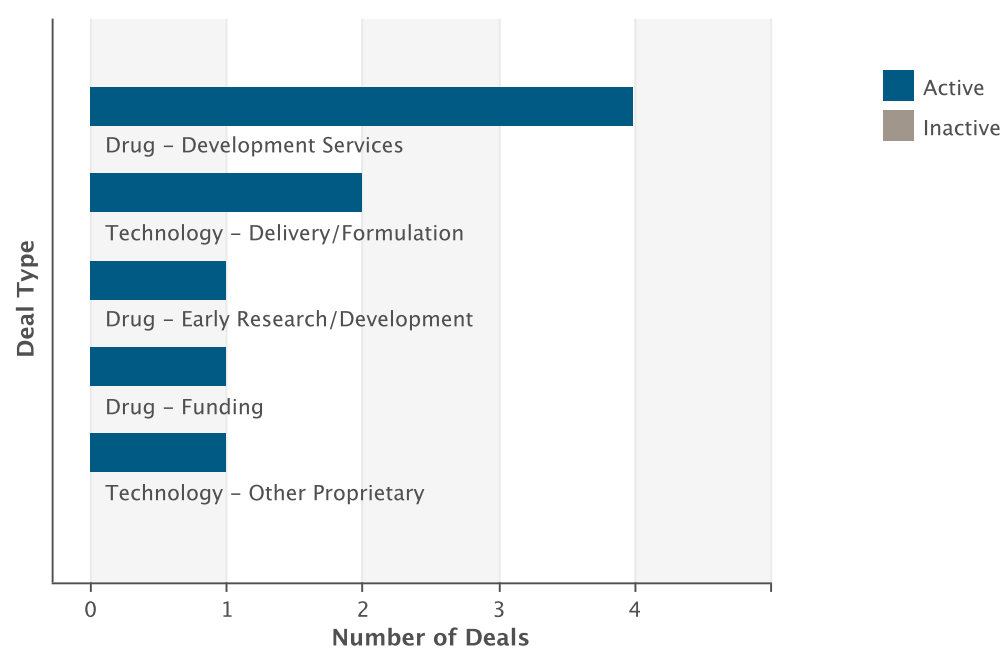 Active
Inactive
Drug – Development Services
Technology – Delivery/Formulation
Drug – Early Research/Development
Drug – Funding
Technology – Other Proprietary
Deal Type
0 1 2 3 4
Number of Deals